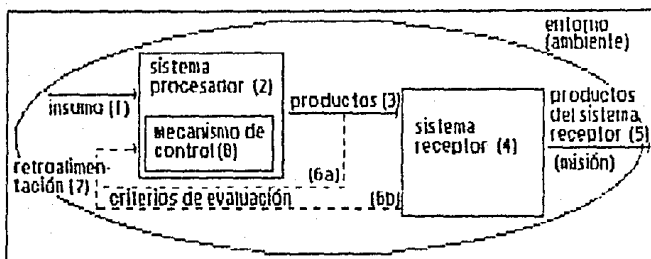 entorno
(ambiente)
sistema
procesador (2)
insumo (1)
productos (3)
mecanismo de
control (8)
sistema
receptor (4)
productos
del sistema
receptor (5)
(misión)
retroalimen-
tación (7)
(6a)
criterios de evaluación
(6b)